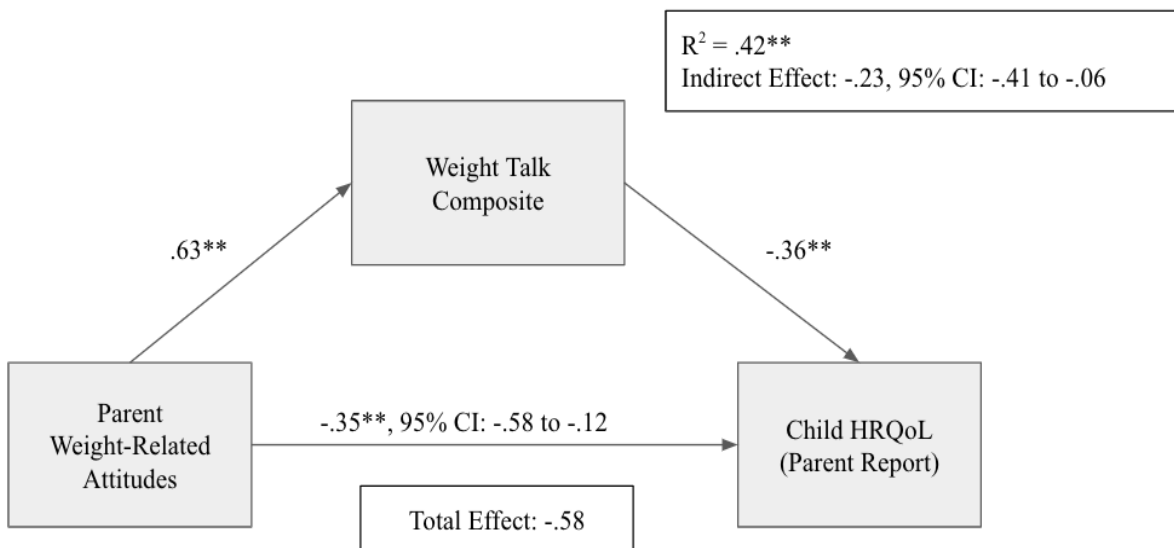 R² = .42**
Indirect Effect: -.23, 95% CI: -.41 to -.06
Weight Talk
Composite
.63**
-.36**
Parent
Weight-Related
Attitudes
-.35**, 95% CI: -.58 to -.12
Child HRQoL
(Parent Report)
Total Effect: -.58